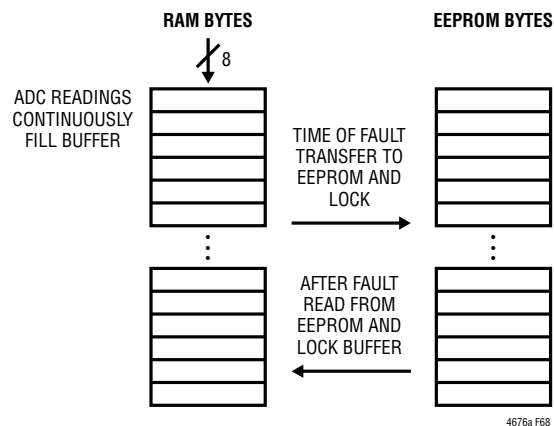 RAM BYTES
EEPROM BYTES
8
ADC READINGS
CONTINUOUSLY
FILL BUFFER
TIME OF FAULT
TRANSFER TO
EEPROM AND
LOCK
AFTER FAULT
READ FROM
EEPROM AND
LOCK BUFFER
4676a F68